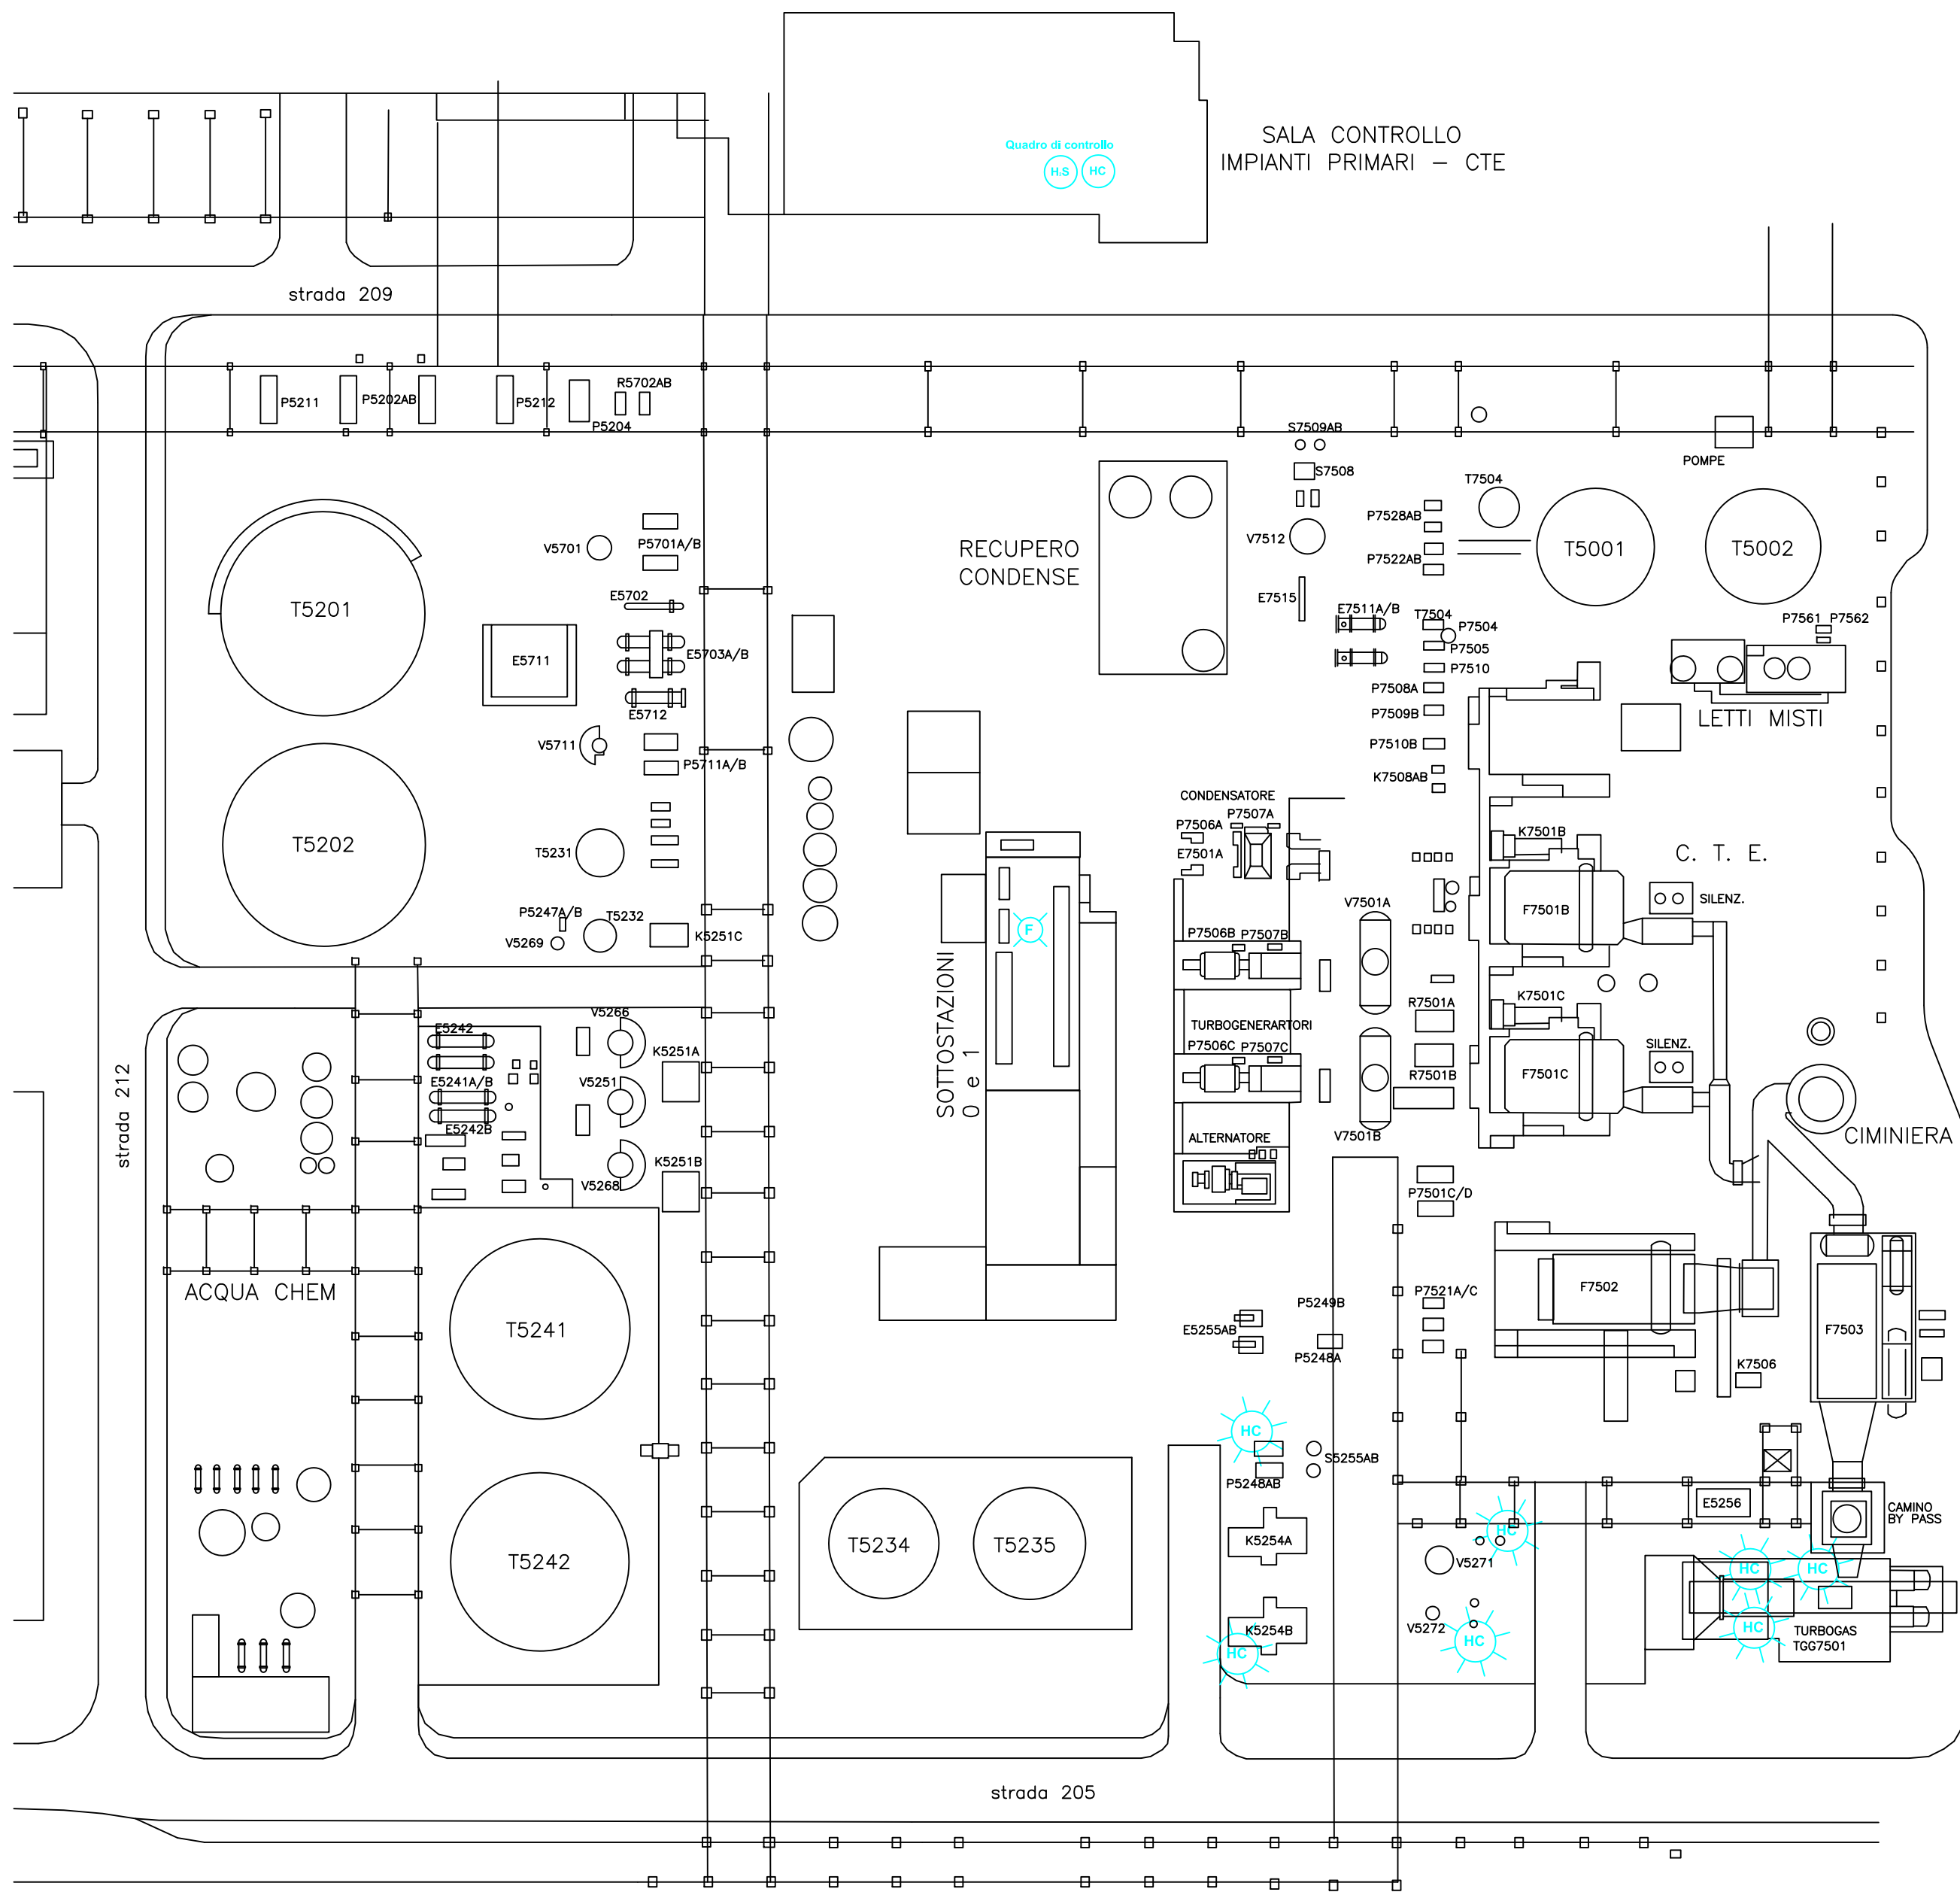 Quadro di controllo
H.S
HC
SALA CONTROLLO
IMPIANTI PRIMARI - CTE
strada 209
P5211
P5202AB
P5212
R5702AB
P5204
S7509AB
S7508
POMPE
T7504
P7528AB
V7512
P7522AB
T5001
T5002
V5701
P5701A/B
RECUPERO
CONDENSE
E5702
E7515
E7511A/B
T7504
P7504
P7505
P7510
P7561
P7562
T5201
E5711
E5703A/B
E5712
P7508A
P7509B
LETTI MISTI
V5711
P5711A/B
P7510B
K7508AB
CONDENSATORE
P7507A
P7506A
E7501A
K7501B
C. T. E.
T5202
T5231
P5247A/B
T5232
V5269
K5251C
F
V7501A
F7501B
SILENZ.
P7506B
P7507B
SOTTOSTAZIONI
0 e 1
K7501C
R7501A
TURBOGENERARTORI
P7506C
P7507C
SILENZ.
R7501B
F7501C
V5266
E5242
K5251A
E5241A/B
V5251
E5242B
strada 212
ALTERNATORE
V7501B
CIMINIERA
K5251B
V5268
P7501C/D
ACQUA CHEM
F7502
P7521A/C
P5249B
E5255AB
P5248A
T5241
F7503
K7506
HC
S5255AB
P5248AB
E5256
CAMINO
BY PASS
T5242
T5234
T5235
K5254A
HC
V5271
HC
HC
K5254B
V5272
HC
HC
HC
TURBOGAS
TGG7501
strada 205